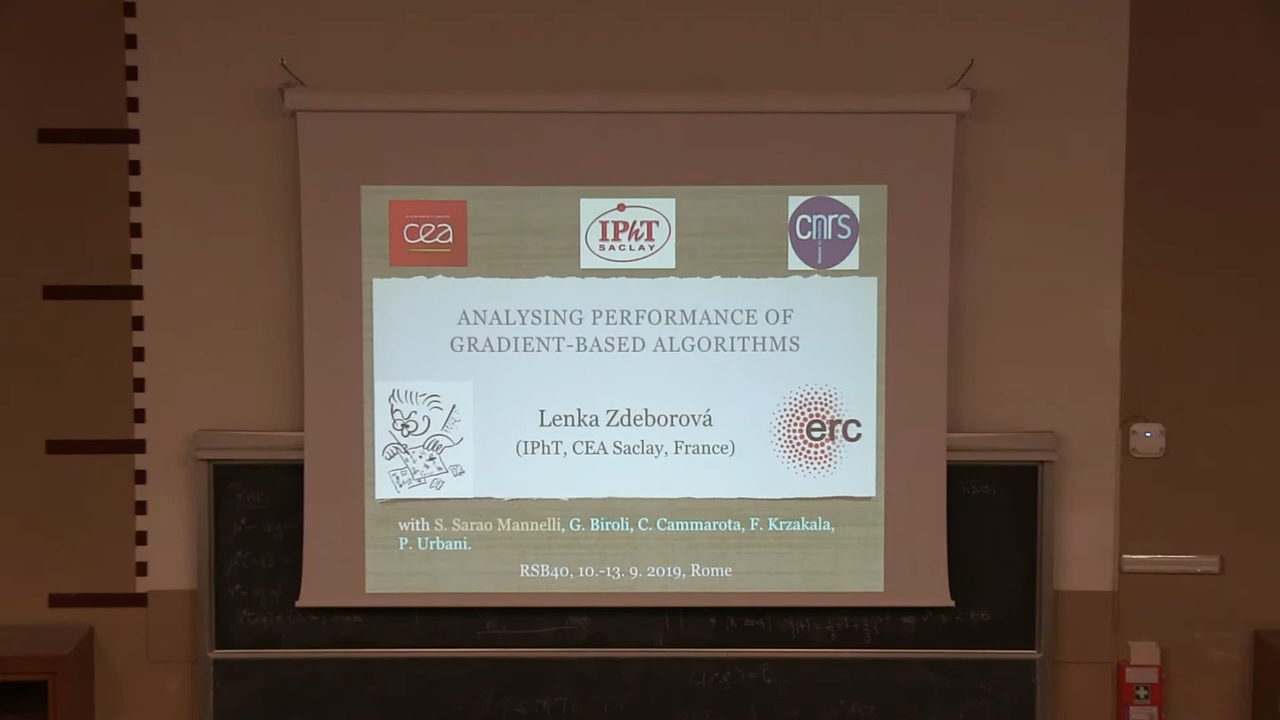 cea
IPhT
SACLAY
cnrs
ANALYSING PERFORMANCE OF
GRADIENT-BASED ALGORITHMS
Lenka Zdeborová
(IPhT, CEA Saclay, France)
erc
with S. Sarao Mannelli, G. Biroli, C. Cammarota, F. Krzakala,
P. Urbani.
RSB40, 10.-13. 9. 2019, Rome